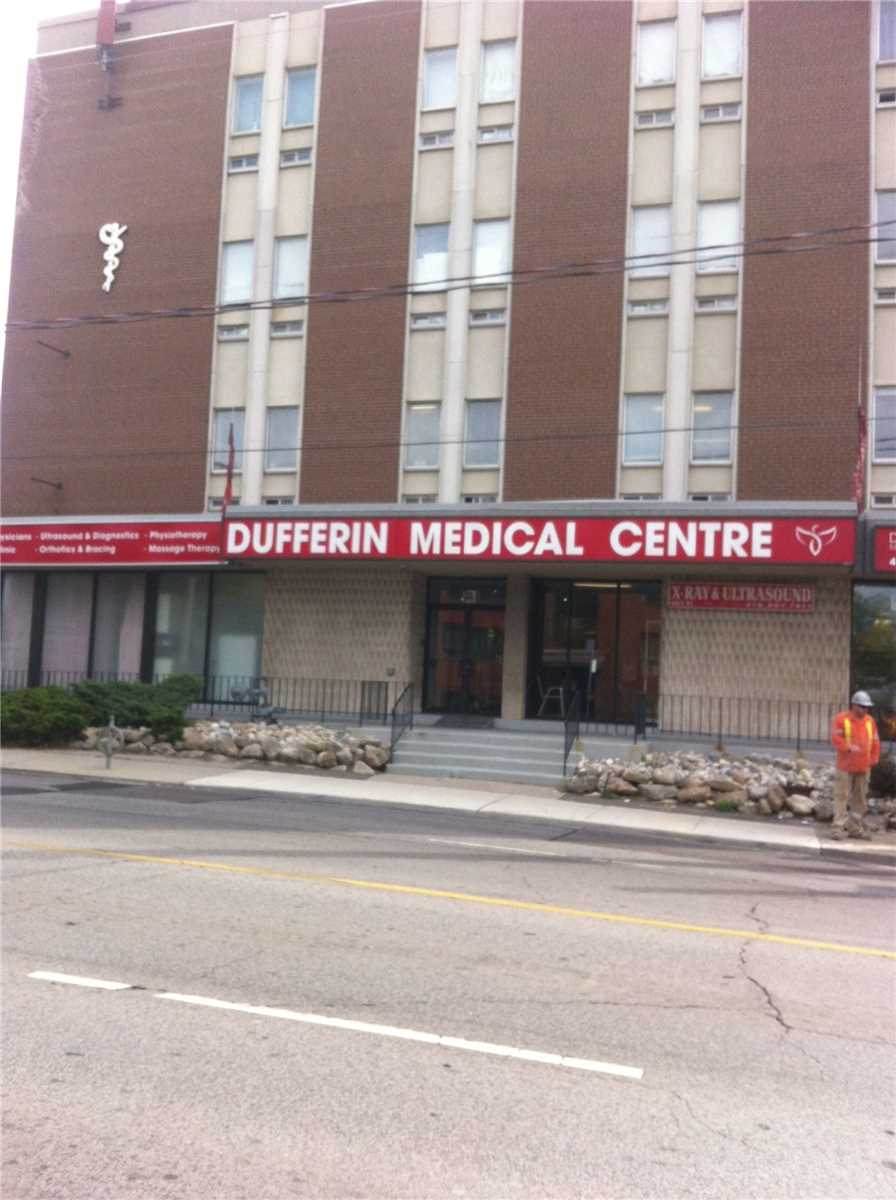 - Ultrasound & Diagnostics - Physiotherapy
- Orthotics & Bracing - Massage Therapy
DUFFERIN MEDICAL CENTRE
X-RAY & ULTRASOUND